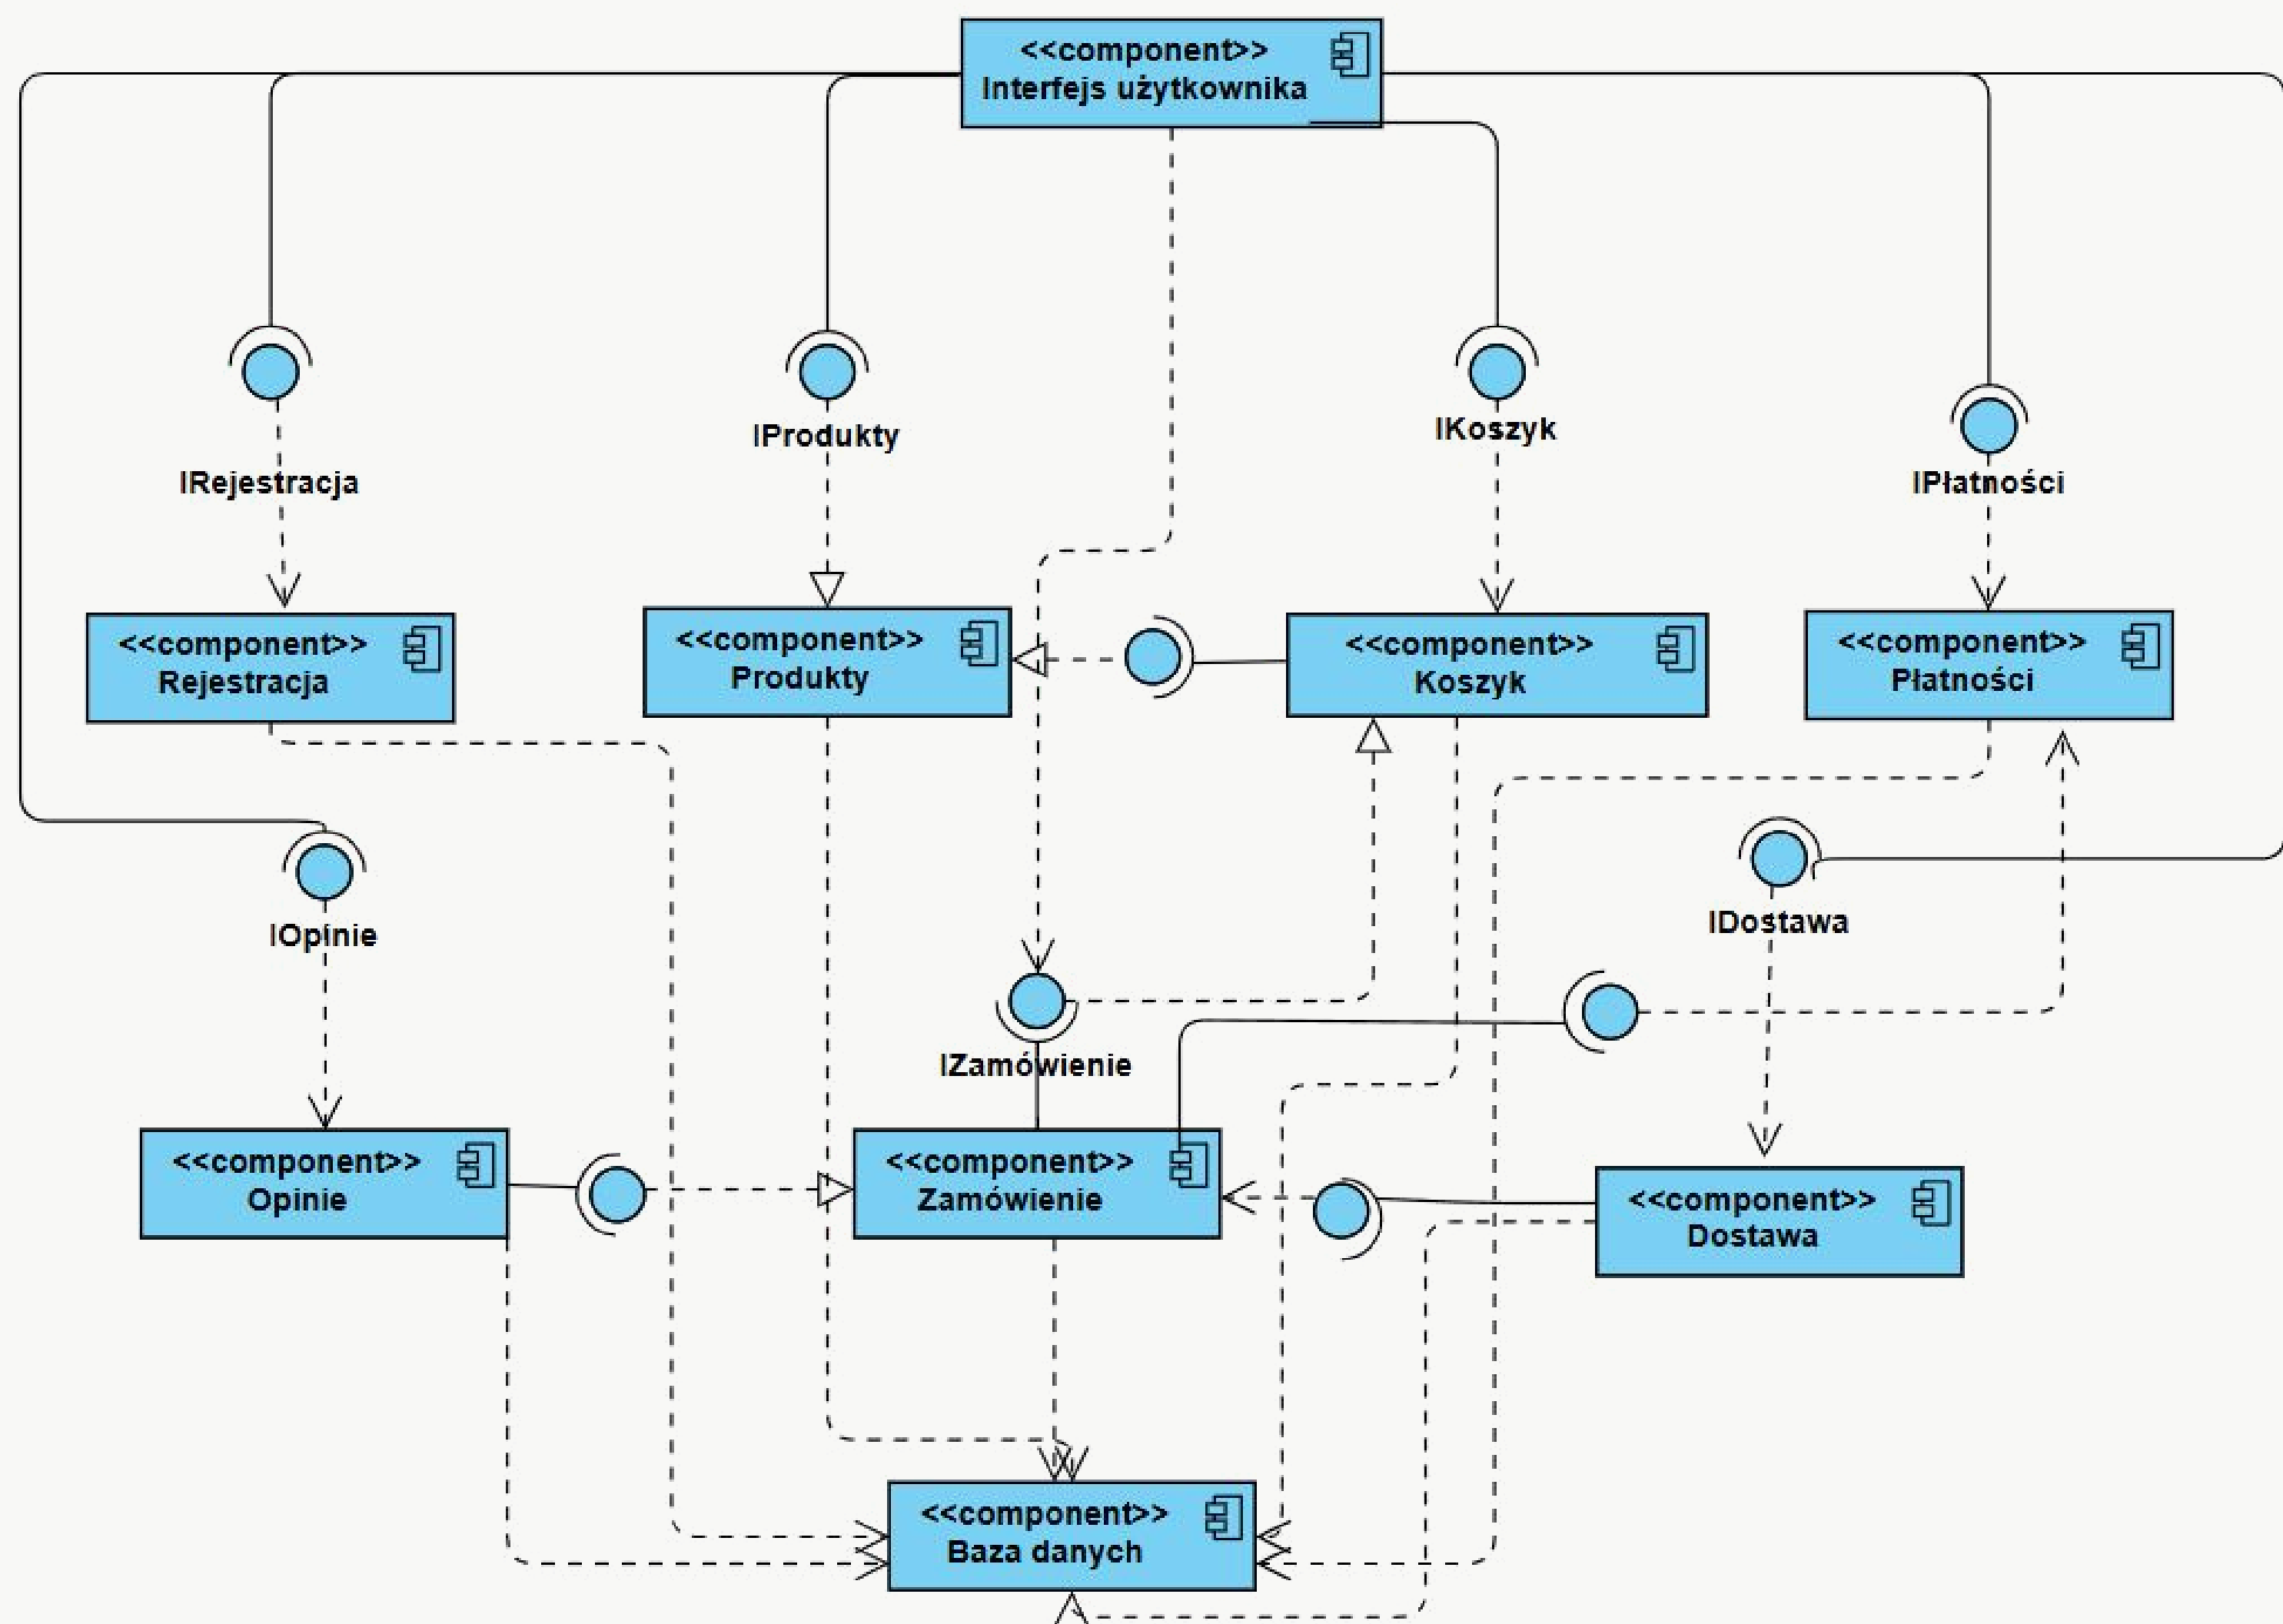 <<component>>
Interfejs użytkownika
IProdukty
IKoszyk
IRejestracja
IPłatności
<<component>>
Rejestracja
<<component>>
Produkty
<<component>>
Koszyk
<<component>>
Płatności
IOpinie
IDostawa
IZamówienie
<<component>>
Opinie
<<component>>
Zamówienie
<<component>>
Dostawa
<<component>>
Baza danych